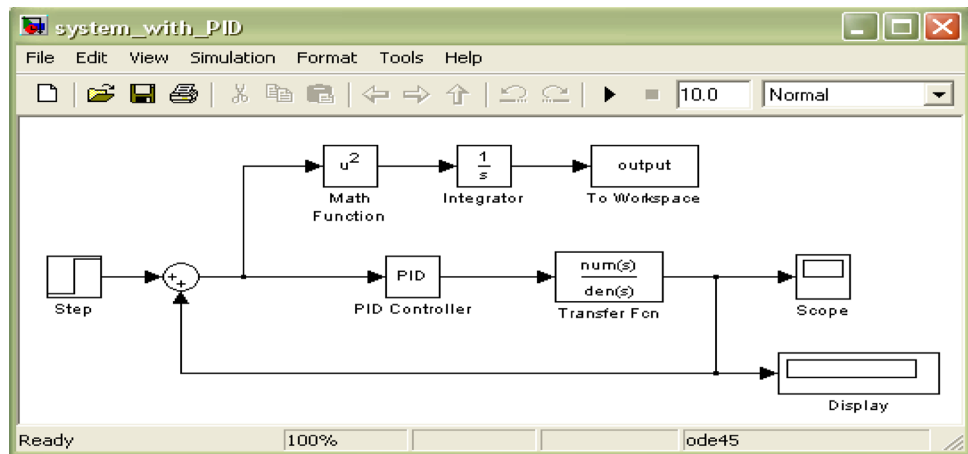 system_with_PID
File Edit View Simulation Format Tools Help
10.0 Normal
u²
Math
Function
1
s
Integrator
output
To Workspace
Step
+
+
PID
PID Controller
num(s)
den(s)
Transfer Fcn
Scope
Display
Ready 100% ode45